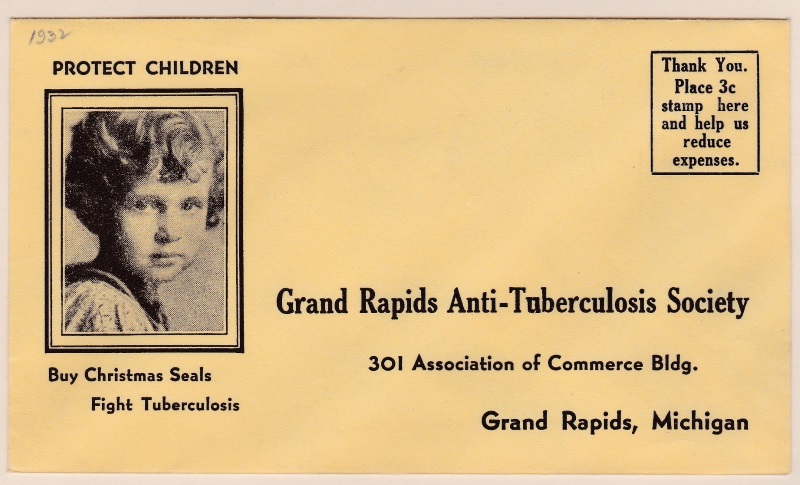 1932
PROTECT CHILDREN
Thank You.
Place 3c
stamp here
and help us
reduce
expenses.
Grand Rapids Anti-Tuberculosis Society
301 Association of Commerce Bldg.
Grand Rapids, Michigan
Buy Christmas Seals
Fight Tuberculosis